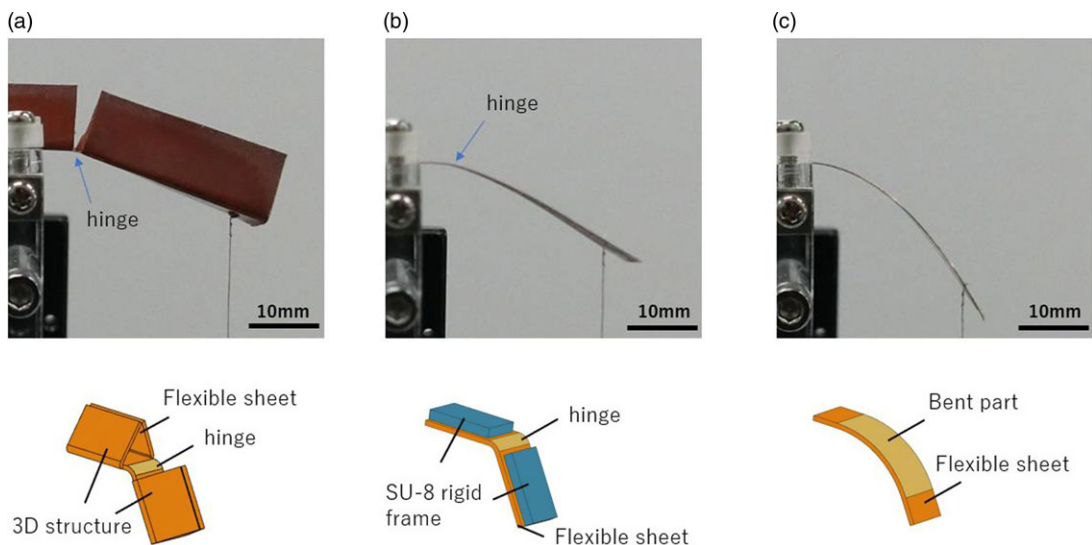 (a)
(b)
(c)
hinge
hinge
10mm
10mm
10mm
Flexible sheet
hinge
3D structure
hinge
SU-8 rigid
frame
Flexible sheet
Bent part
Flexible sheet